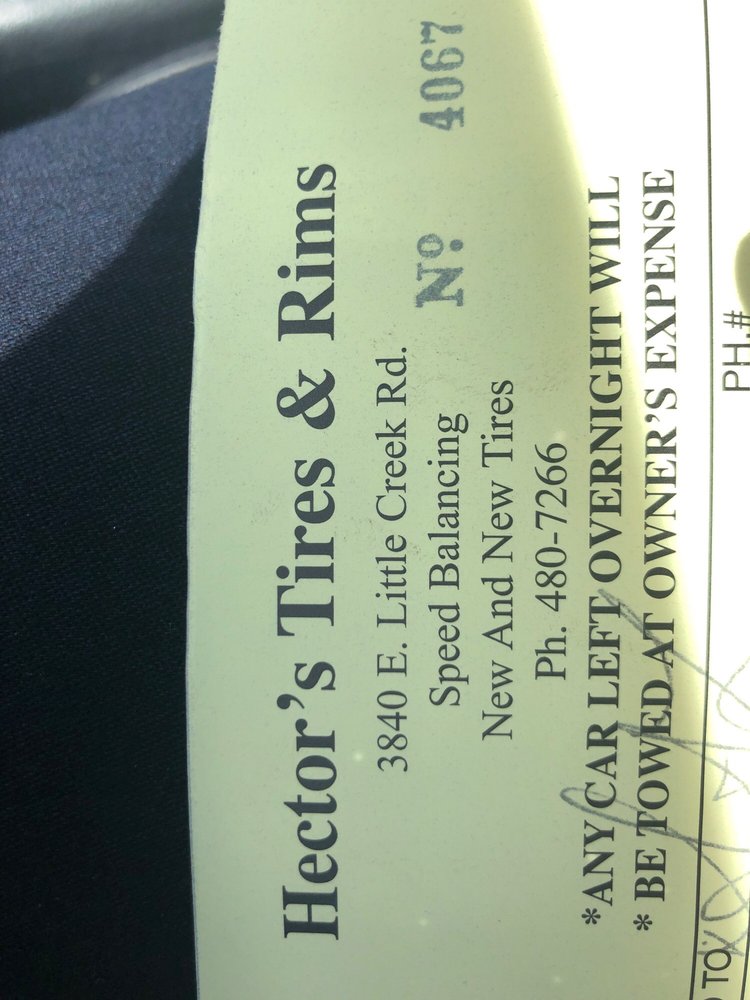 Hector's Tires & Rims
3840 E. Little Creek Rd.
Speed Balancing Nº 4067
New And New Tires
Ph. 480-7266
*ANY CAR LEFT OVERNIGHT WILL
* BE TOWED AT OWNER'S EXPENSE
TO PH.#